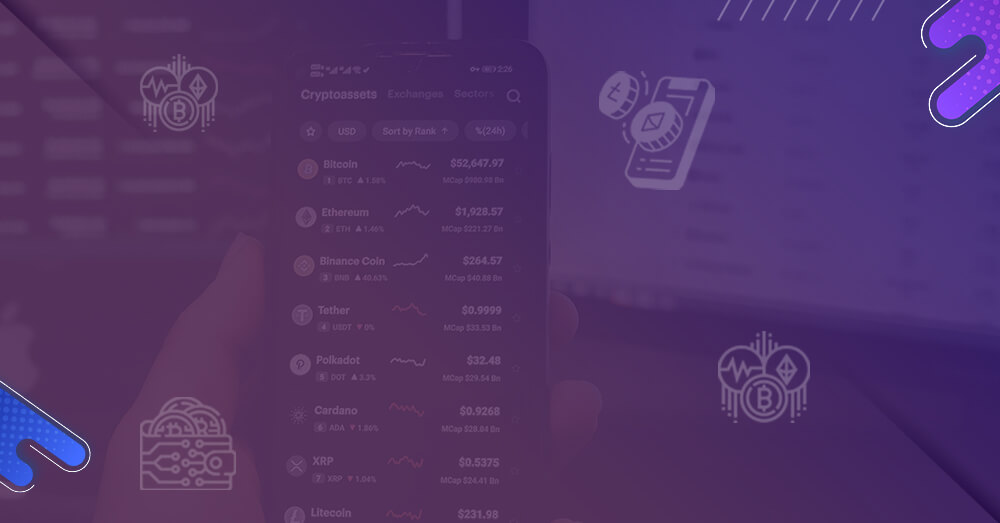 2:26
Cryptoassets Exchanges Sectors
USD Sort by Rank ↑ %(24h)
Bitcoin $52,647.97
1 BTC ▲ 1.58% MCap $980.98 Bn
Ethereum $1,928.57
2 ETH ▲ 1.46% MCap $221.27 Bn
Binance Coin $264.57
3 BNB ▲ 40.63% MCap $40.88 Bn
Tether $0.9999
4 USDT ▼ 0% MCap $33.53 Bn
Polkadot $32.48
5 DOT ▲ 3.3% MCap $29.54 Bn
Cardano $0.9268
6 ADA ▼ 1.86% MCap $28.84 Bn
XRP $0.5375
7 XRP ▼ 1.04% MCap $24.41 Bn
Litecoin $231.98